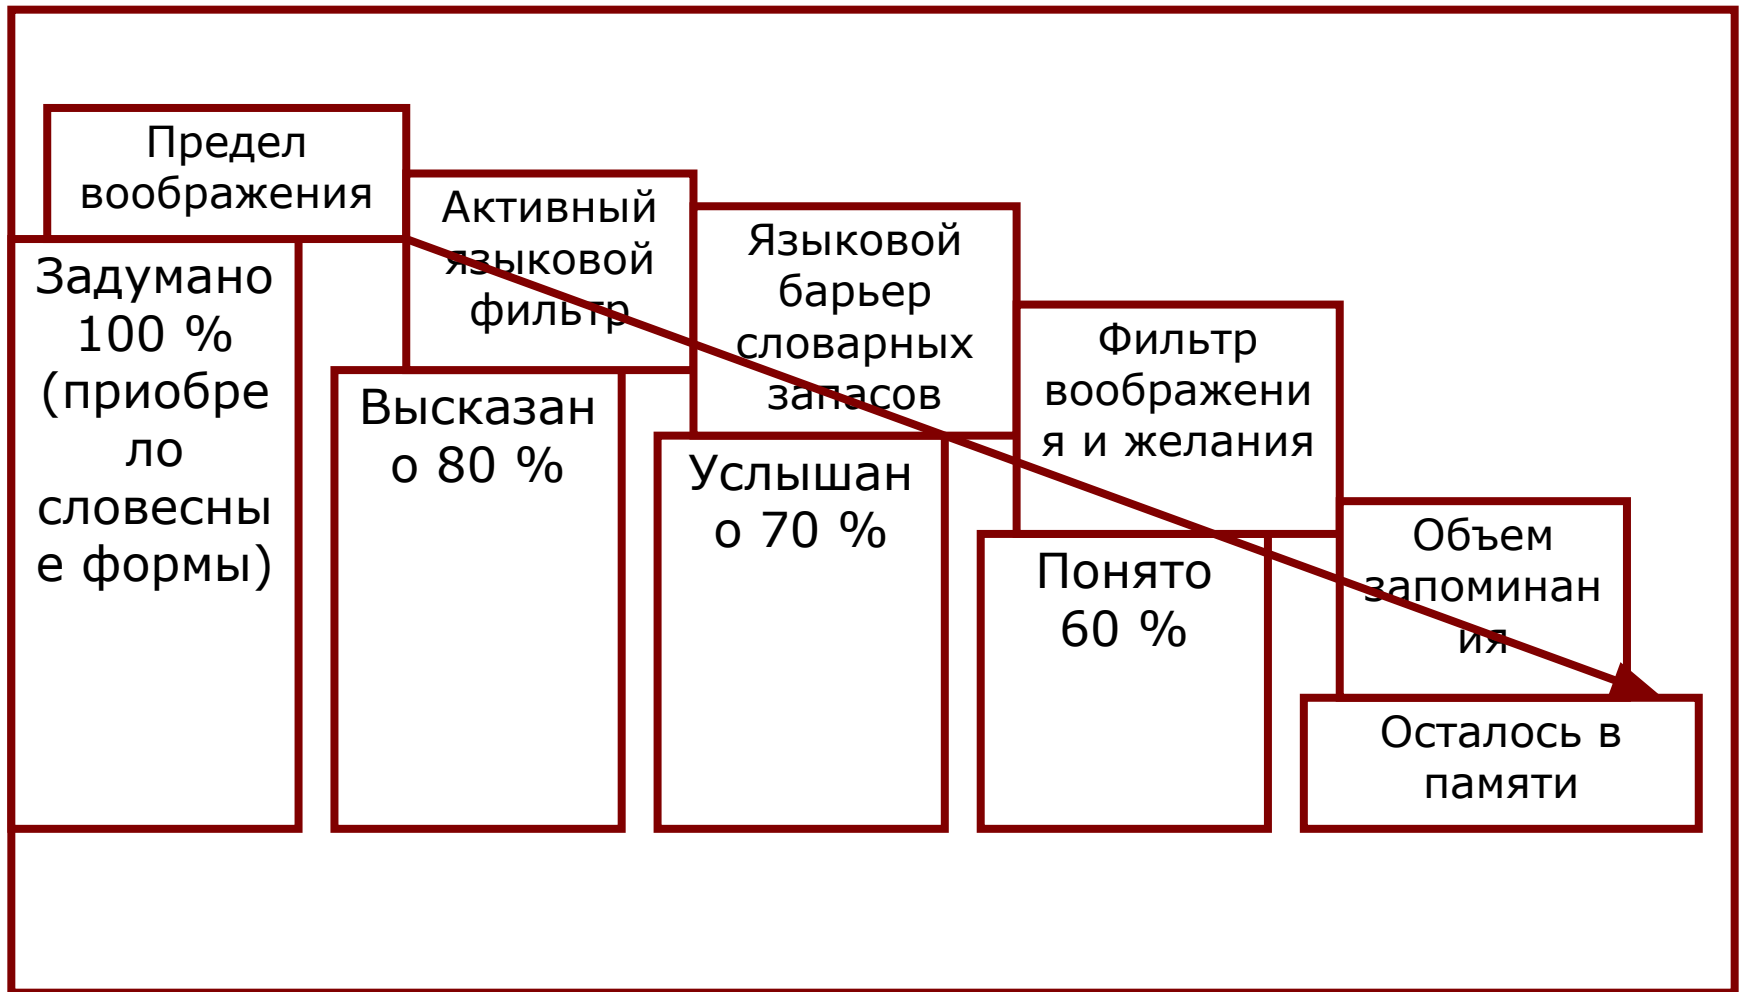 Предел
воображения
Активный
языковой
фильтр
Языковой
барьер
словарных
запасов
Фильтр
воображени
я и желания
Объем
запоминан
ия
Задумано
100 %
(приобре
ло
словесны
е формы)
Высказан
о 80 %
Услышан
о 70 %
Понято
60 %
Осталось в
памяти